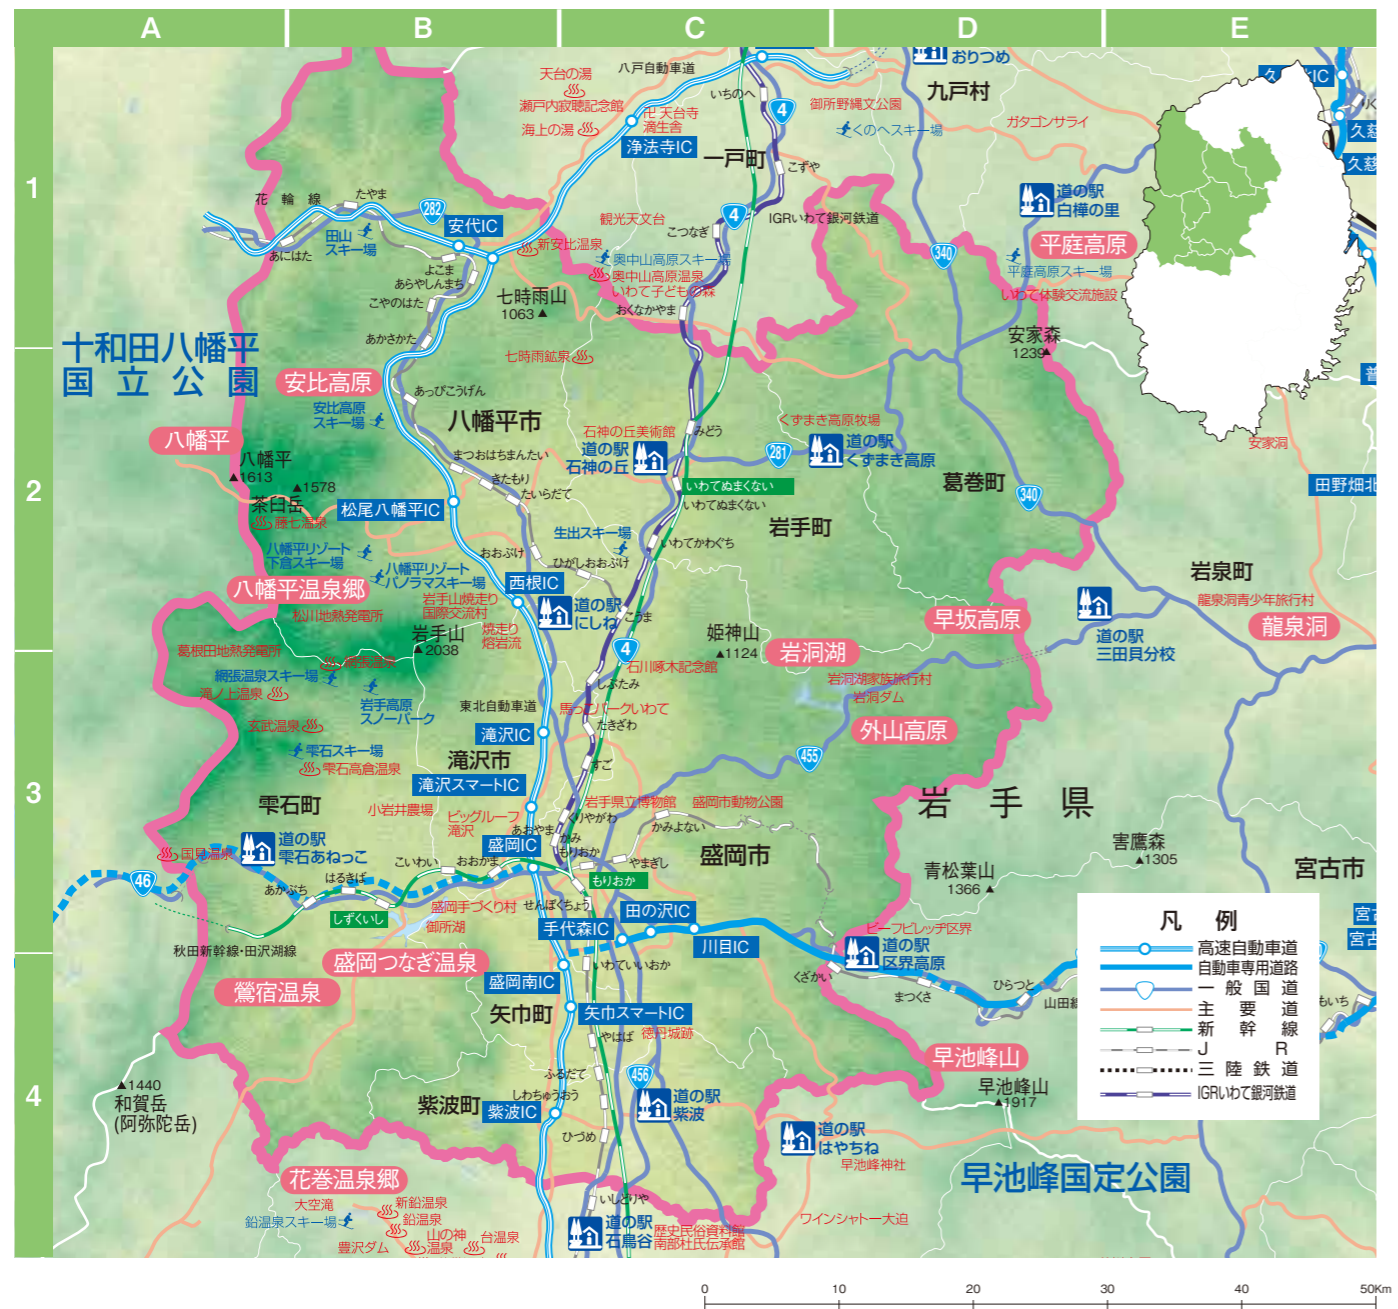 A
B
C
D
E
1
2
3
4
天台の湯
瀬戸内寂聴記念館
海上の湯
八戸自動車道
卍 天台寺
滴生舎
浄法寺IC
いちのへ
一戸町
4
こずや
御所野縄文公園
くのへスキー場
おりつめ
九戸村
ガタゴンサライ
久慈
久慈
花輪線
たやま
282
安代IC
あにはた
田山
スキー場
よこま
あらやしんまち
こやのはた
あかさかた
新安比温泉
七時雨山
1063
観光天文台
こつなぎ
4
IGRいわて銀河鉄道
奥中山高原スキー場
奥中山高原温泉
いわて子どもの森
おくなかやま
道の駅
白樺の里
平庭高原
340
平庭高原スキー場
いわて体験交流施設
安家森
1239
十和田八幡平
国立公園
七時雨鉱泉
安比高原
安比高原
スキー場
あっぴこうげん
八幡平市
八幡平
八幡平
1613
1578
茶臼岳
藤七温泉
まつおはちまんたい
きたもり
たいらだて
松尾八幡平IC
石神の丘美術館
道の駅
石神の丘
みどう
くずまき高原牧場
281
道の駅
くずまき高原
葛巻町
340
安家洞
田野畑北
いわてぬまくない
いわてぬまくない
岩手町
生出スキー場
いわてかわぐち
八幡平リゾート
下倉スキー場
八幡平リゾート
パノラマスキー場
おおぶけ
ひがしおおぶけ
西根IC
八幡平温泉郷
松川地熱発電所
岩手山焼走り
国際交流村
焼走り
熔岩流
岩手山
2038
道の駅
にしね
こうま
姫神山
1124
岩洞湖
早坂高原
道の駅
三田貝分校
岩泉町
龍泉洞青少年旅行村
龍泉洞
葛根田地熱発電所
網張温泉
網張温泉スキー場
滝ノ上温泉
岩手高原
スノーパーク
玄武温泉
雫石スキー場
雫石高倉温泉
4
石川啄木記念館
しぶたみ
東北自動車道
馬っこパークいわて
たきざわ
滝沢IC
滝沢市
滝沢スマートIC
すご
岩洞湖家族旅行村
岩洞ダム
外山高原
455
岩手県
雫石町
小岩井農場
ビッグルーフ
滝沢
岩手県立博物館
盛岡市動物公園
くりやがわ
かみよない
あおやま
盛岡IC
かみ
もりおか
やまぎし
盛岡市
青松葉山
1366
害鷹森
1305
宮古市
国見温泉
道の駅
雫石あねっこ
46
こいわい
おおかま
はるきば
あかぶち
しずくいし
もりおか
せんぼくちょう
盛岡手づくり村
御所湖
秋田新幹線・田沢湖線
手代森IC
田の沢IC
川目IC
ビーフビレッヂ区界
道の駅
区界高原
盛岡つなぎ温泉
鶯宿温泉
いわていいおか
盛岡南IC
くざかい
まつくさ
ひらつと
山田線
もいち
宮古
宮古
矢巾町
矢巾スマートIC
やはば
徳丹城跡
早池峰山
早池峰山
1917
1440
和賀岳
(阿弥陀岳)
ふるだて
しわちゅうおう
紫波町
紫波IC
456
道の駅
紫波
ひづめ
道の駅
はやちね
早池峰神社
早池峰国定公園
花巻温泉郷
大空滝
鉛温泉スキー場
新鉛温泉
鉛温泉
山の神
温泉
台温泉
豊沢ダム
いしどりや
道の駅
石鳥谷
歴史民俗資料館
南部杜氏伝承館
ワインシャトー大迫
凡例
高速自動車道
自動車専用道路
一般国道
主要道
新幹線
JR
三陸鉄道
IGRいわて銀河鉄道
0 10 20 30 40 50Km